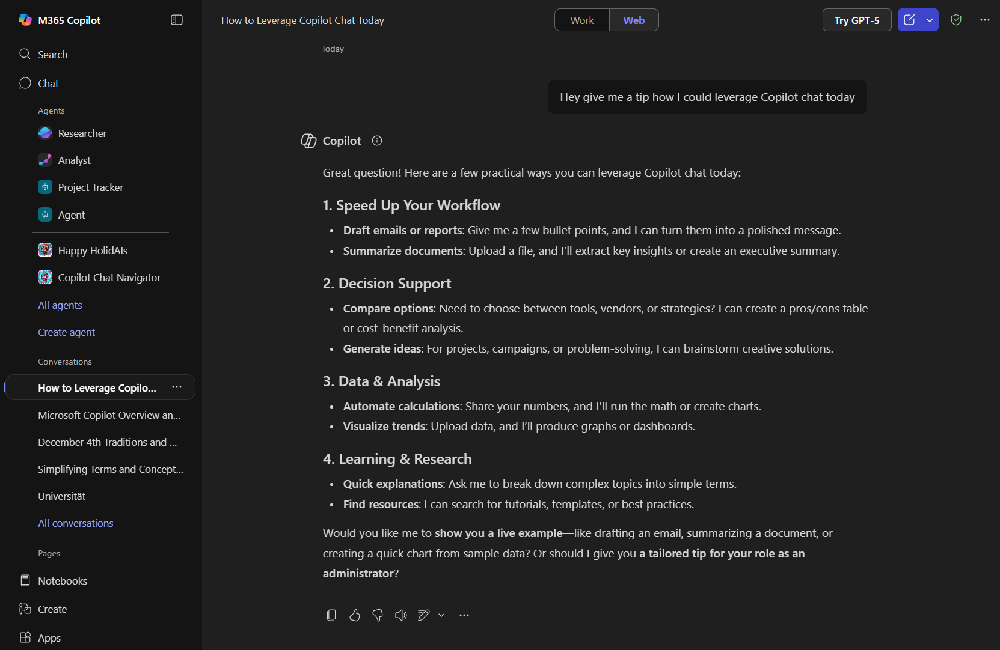 M365 Copilot
Search
Chat
Agents
Researcher
Analyst
Project Tracker
Agent
Happy HolidAIs
Copilot Chat Navigator
All agents
Create agent
Conversations
How to Leverage Copilo...
Microsoft Copilot Overview an...
December 4th Traditions and ...
Simplifying Terms and Concept...
Universität
All conversations
Pages
Notebooks
Create
Apps
How to Leverage Copilot Chat Today
Work
Web
Try GPT-5
Today
Hey give me a tip how I could leverage Copilot chat today
Copilot
Great question! Here are a few practical ways you can leverage Copilot chat today:
1. Speed Up Your Workflow
• Draft emails or reports: Give me a few bullet points, and I can turn them into a polished message.
• Summarize documents: Upload a file, and I’ll extract key insights or create an executive summary.
2. Decision Support
• Compare options: Need to choose between tools, vendors, or strategies? I can create a pros/cons table
or cost-benefit analysis.
• Generate ideas: For projects, campaigns, or problem-solving, I can brainstorm creative solutions.
3. Data & Analysis
• Automate calculations: Share your numbers, and I’ll run the math or create charts.
• Visualize trends: Upload data, and I’ll produce graphs or dashboards.
4. Learning & Research
• Quick explanations: Ask me to break down complex topics into simple terms.
• Find resources: I can search for tutorials, templates, or best practices.
Would you like me to show you a live example—like drafting an email, summarizing a document, or
creating a quick chart from sample data? Or should I give you a tailored tip for your role as an
administrator?